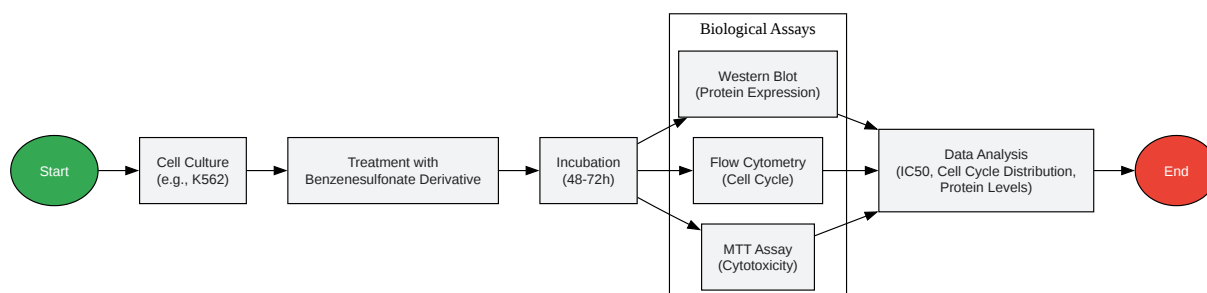 Start
Cell Culture
(e.g., K562)
Treatment with
Benzenesulfonate Derivative
Incubation
(48-72h)
Biological Assays
Western Blot
(Protein Expression)
Flow Cytometry
(Cell Cycle)
MTT Assay
(Cytotoxicity)
Data Analysis
(IC50, Cell Cycle Distribution,
Protein Levels)
End